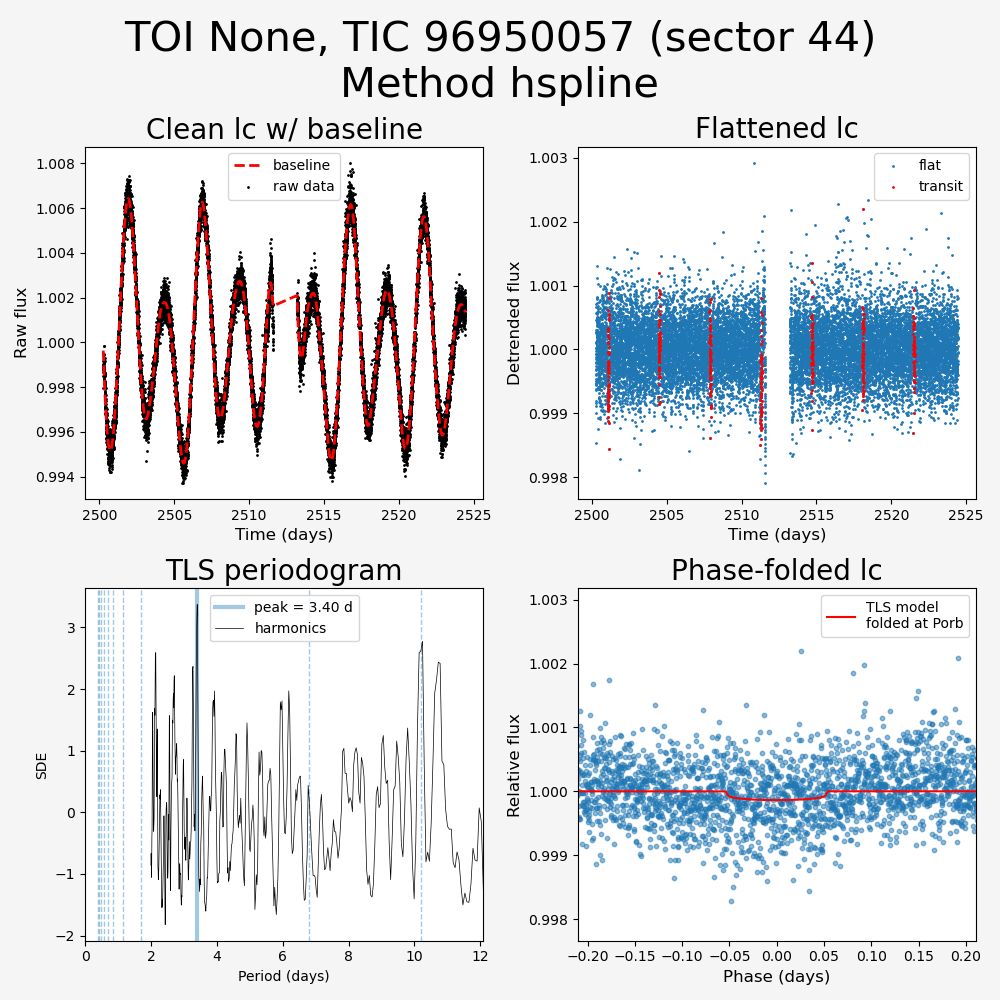 TOI None, TIC 96950057 (sector 44)
Method hspline
Clean lc w/ baseline
baseline
raw data
1.008
1.006
1.004
1.002
1.000
0.998
0.996
0.994
Raw flux
2500 2505 2510 2515 2520 2525
Time (days)
Flattened lc
flat
transit
1.003
1.002
1.001
1.000
0.999
0.998
Detrended flux
2500 2505 2510 2515 2520 2525
Time (days)
TLS periodogram
peak = 3.40 d
harmonics
3
2
1
0
−1
−2
SDE
0 2 4 6 8 10 12
Period (days)
Phase-folded lc
TLS model
folded at Porb
1.003
1.002
1.001
1.000
0.999
0.998
Relative flux
−0.20 −0.15 −0.10 −0.05 0.00 0.05 0.10 0.15 0.20
Phase (days)